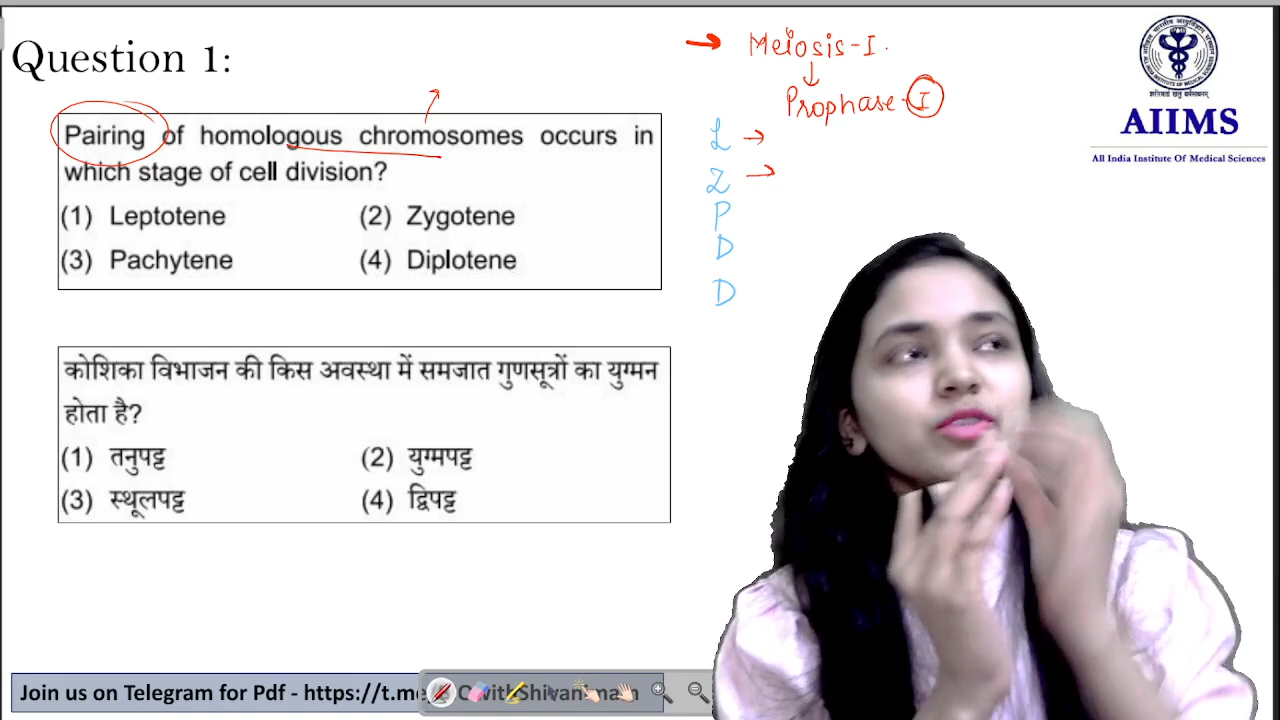 Question 1:
Pairing of homologous chromosomes occurs in
which stage of cell division?
(1) Leptotene (2) Zygotene
(3) Pachytene (4) Diplotene
कोशिका विभाजन की किस अवस्था में समजात गुणसूत्रों का युग्मन
होता है?
(1) तनुपट्ट (2) युग्मपट्ट
(3) स्थूलपट्ट (4) द्विपट्ट
→ Meiosis-I.
↓
Prophase-I
L →
Z →
P
D
D
AIIMS
All India Institute Of Medical Sciences
Join us on Telegram for Pdf - https://t.me
withShivanimam